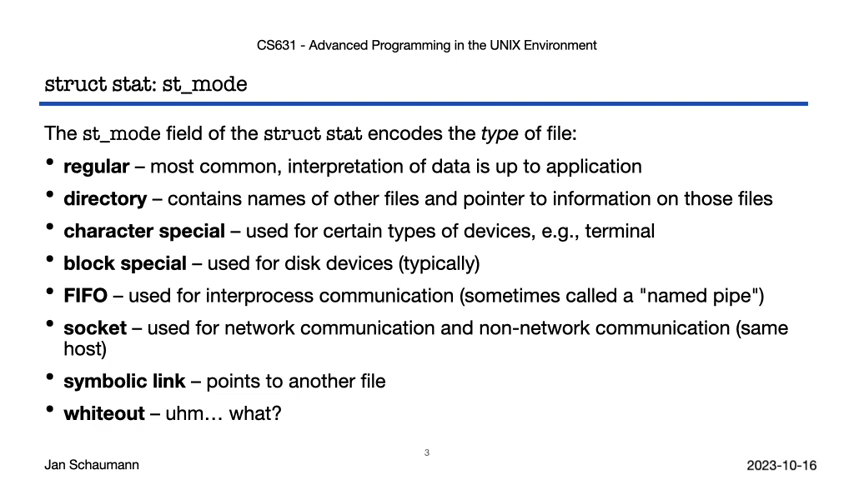 CS631 - Advanced Programming in the UNIX Environment
struct stat: st_mode
The st_mode field of the struct stat encodes the type of file:
• regular – most common, interpretation of data is up to application
• directory – contains names of other files and pointer to information on those files
• character special – used for certain types of devices, e.g., terminal
• block special – used for disk devices (typically)
• FIFO – used for interprocess communication (sometimes called a "named pipe")
• socket – used for network communication and non-network communication (same
host)
• symbolic link – points to another file
• whiteout – uhm… what?
3
Jan Schaumann
2023-10-16